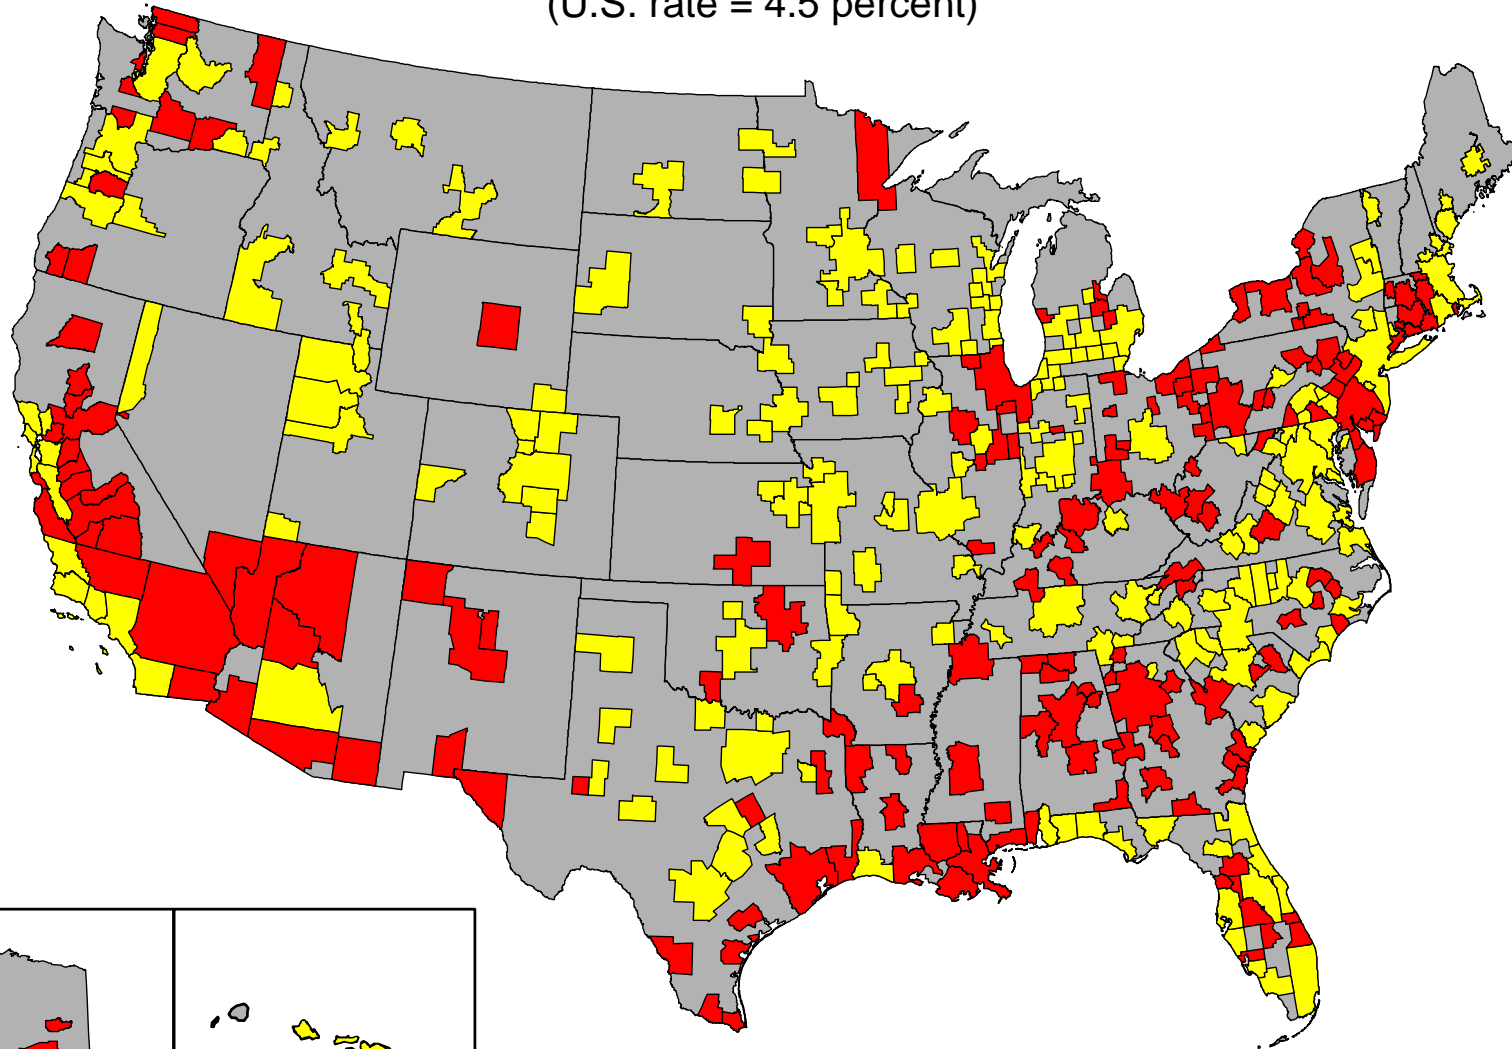 (U.S. rate = 4.5 percent)